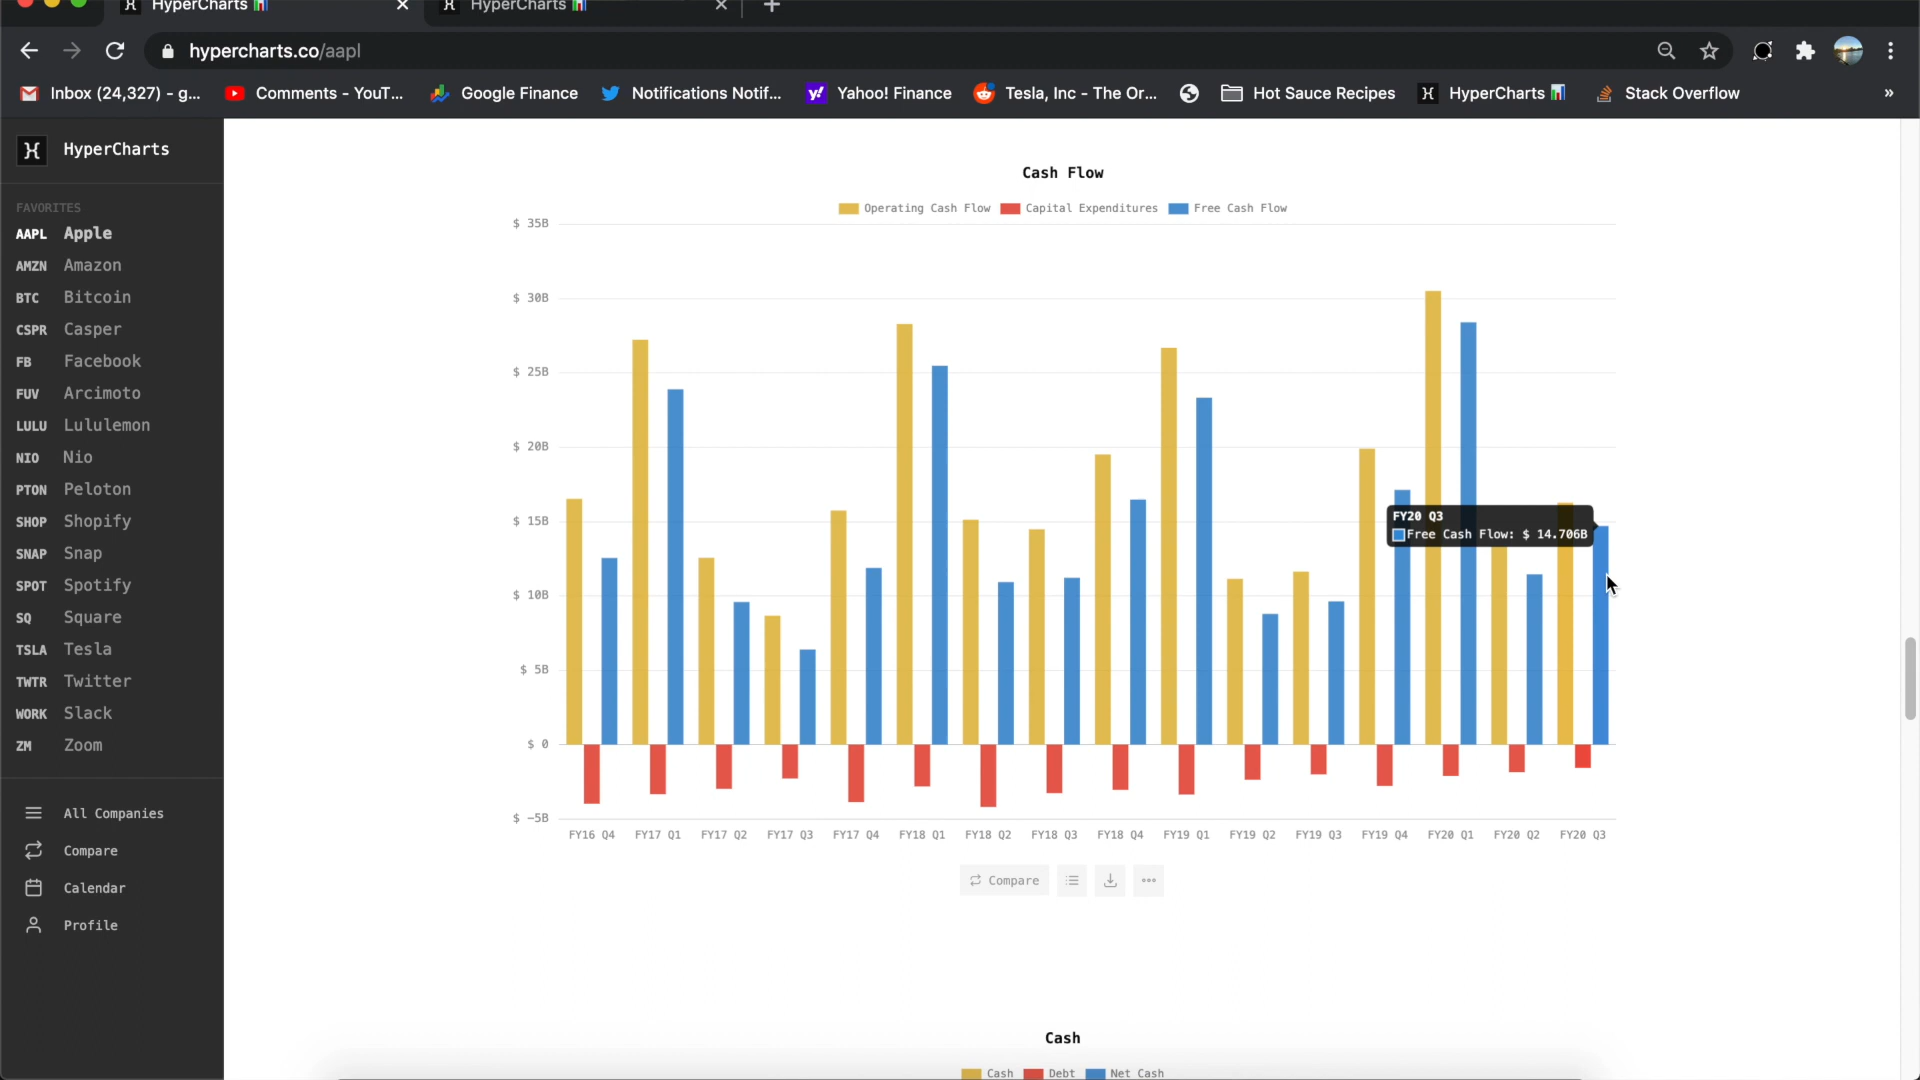 HyperCharts
HyperCharts
hypercharts.co/aapl
Inbox (24,327) - g...
Comments - YouT...
Google Finance
Notifications Notif...
Yahoo! Finance
Tesla, Inc - The Or...
Hot Sauce Recipes
HyperCharts
Stack Overflow
»
HyperCharts
FAVORITES
AAPL Apple
AMZN Amazon
BTC Bitcoin
CSPR Casper
FB Facebook
FUV Arcimoto
LULU Lululemon
NIO Nio
PTON Peloton
SHOP Shopify
SNAP Snap
SPOT Spotify
SQ Square
TSLA Tesla
TWTR Twitter
WORK Slack
ZM Zoom
All Companies
Compare
Calendar
Profile
Cash Flow
Operating Cash Flow Capital Expenditures Free Cash Flow
$ 35B
$ 30B
$ 25B
$ 20B
$ 15B
$ 10B
$ 5B
$ 0
$ −5B
FY20 Q3
Free Cash Flow: $ 14.706B
FY16 Q4 FY17 Q1 FY17 Q2 FY17 Q3 FY17 Q4 FY18 Q1 FY18 Q2 FY18 Q3 FY18 Q4 FY19 Q1 FY19 Q2 FY19 Q3 FY19 Q4 FY20 Q1 FY20 Q2 FY20 Q3
Compare
Cash
Cash Debt Net Cash